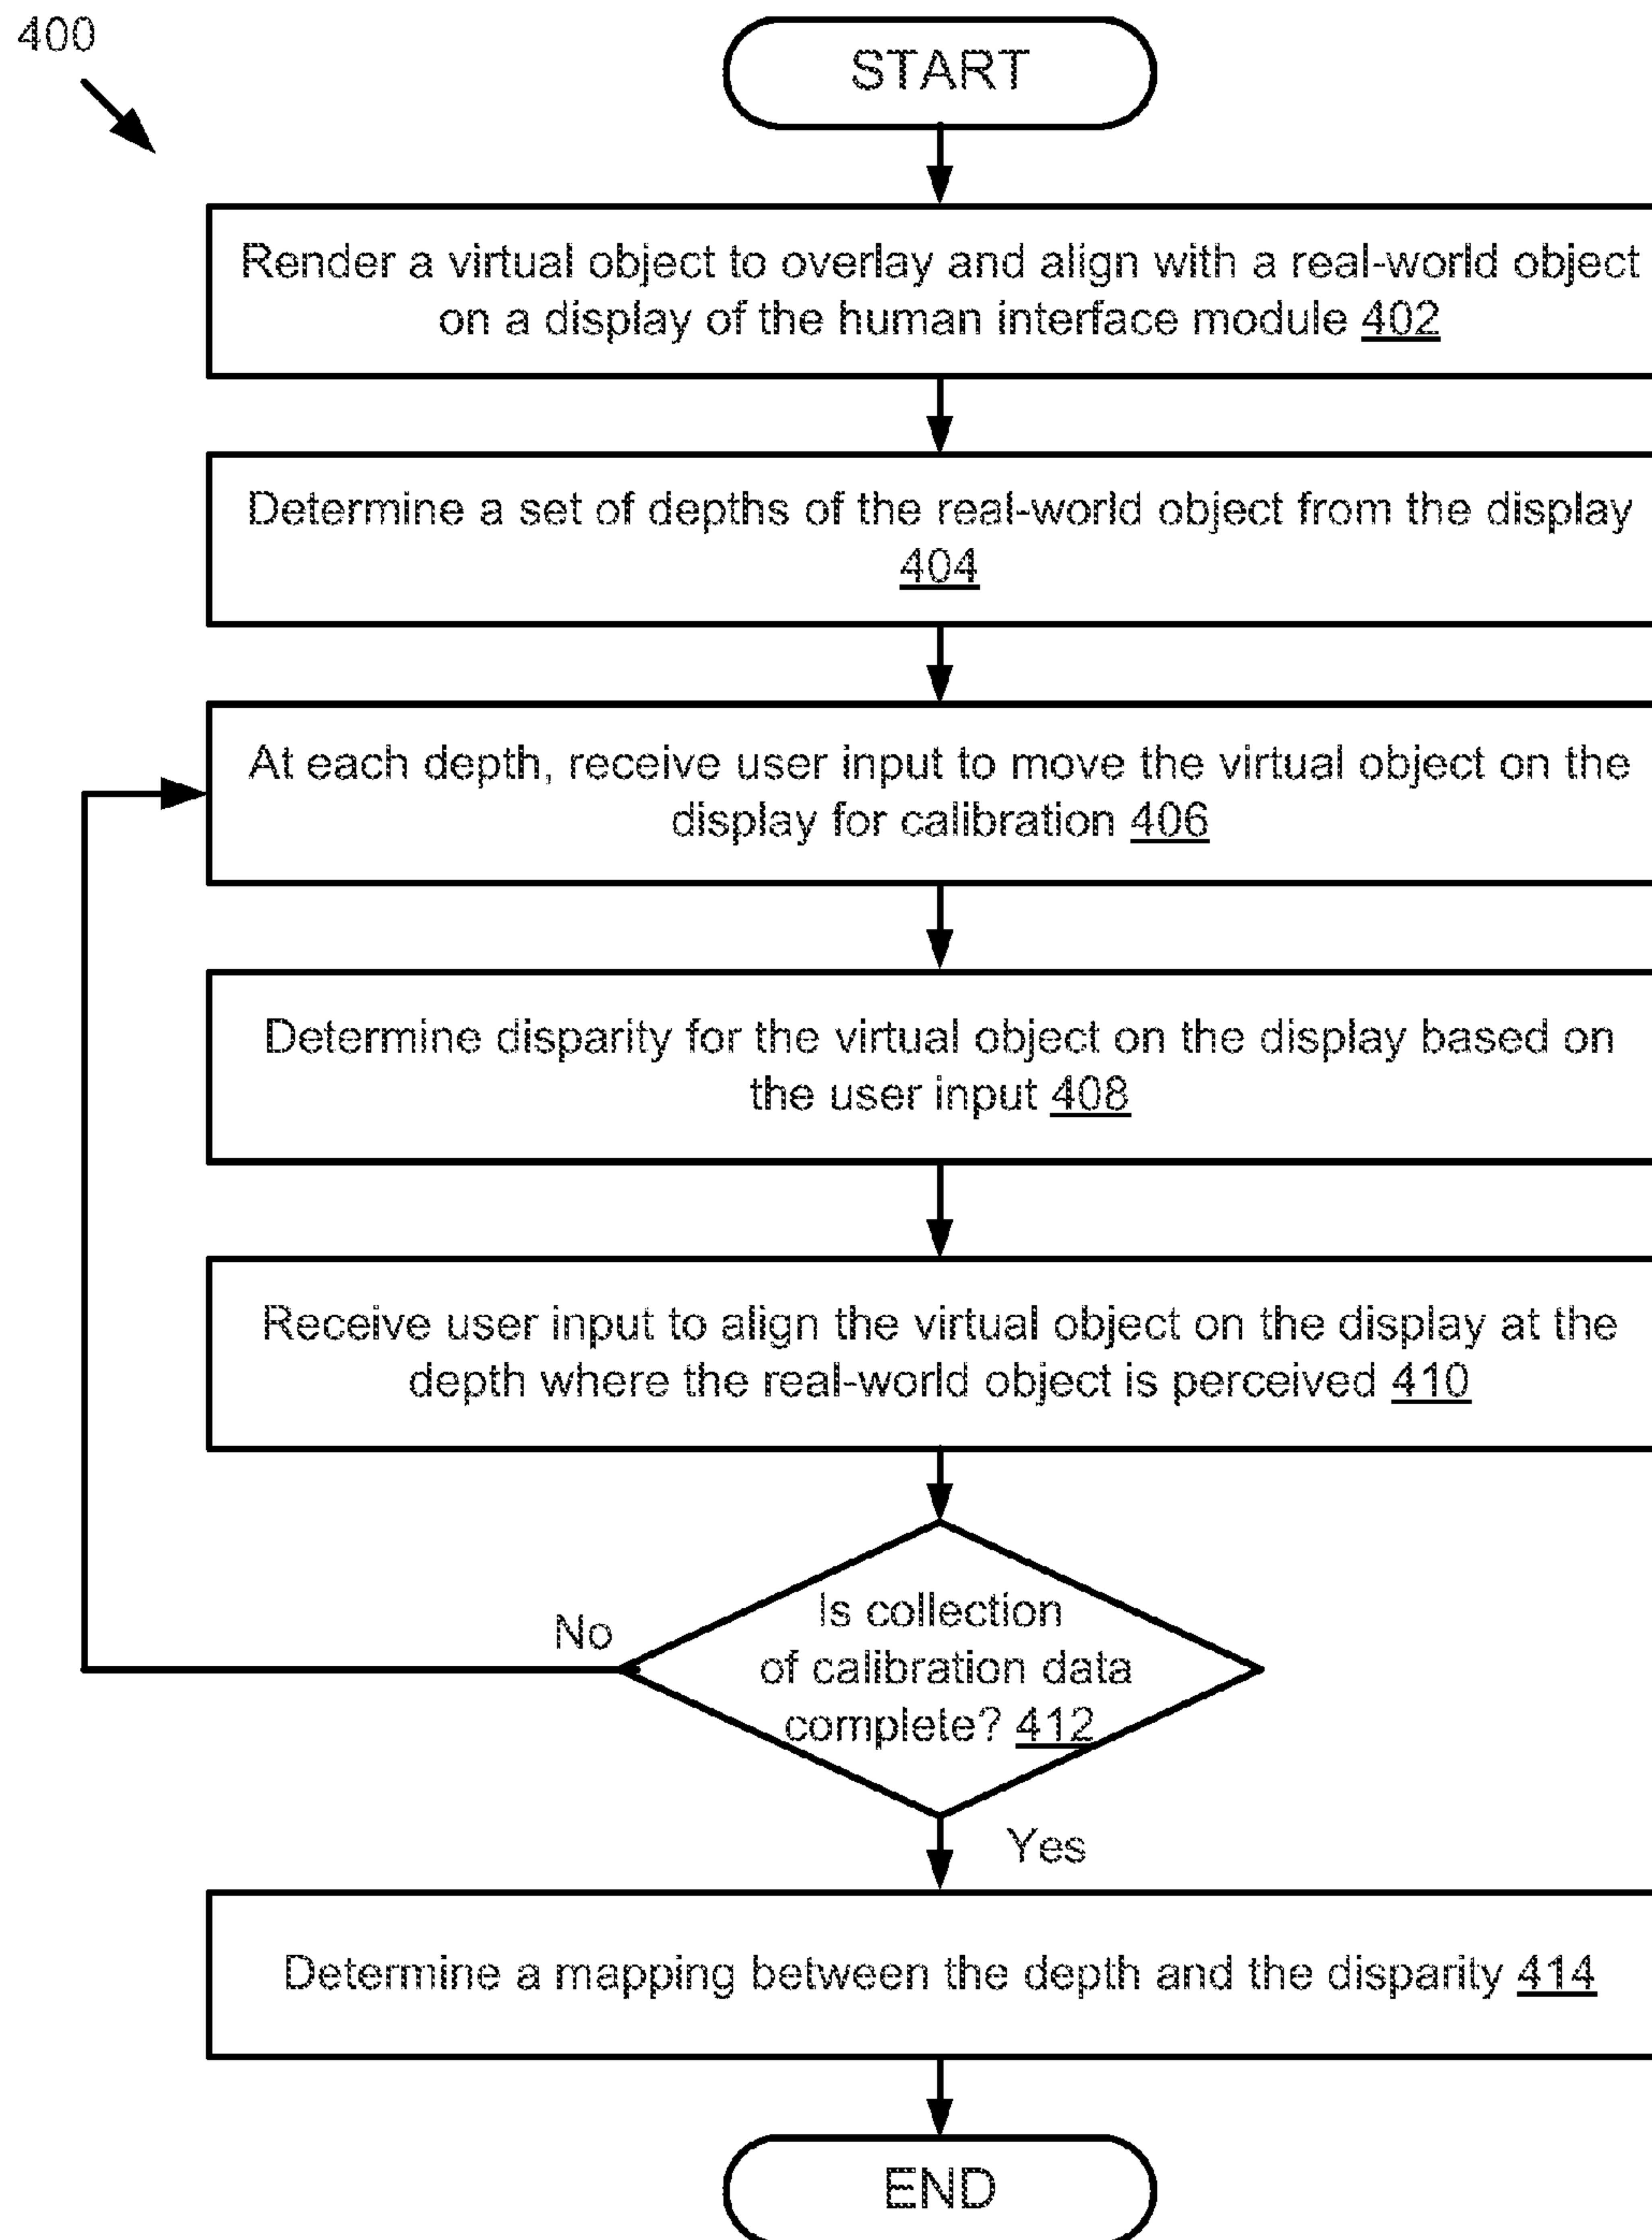 400
START
Render a virtual object to overlay and align with a real-world object
on a display of the human interface module 402
Determine a set of depths of the real-world object from the display
404
At each depth, receive user input to move the virtual object on the
display for calibration 406
Determine disparity for the virtual object on the display based on
the user input 408
Receive user input to align the virtual object on the display at the
depth where the real-world object is perceived 410
Is collection
of calibration data
complete? 412
No
Yes
Determine a mapping between the depth and the disparity 414
END